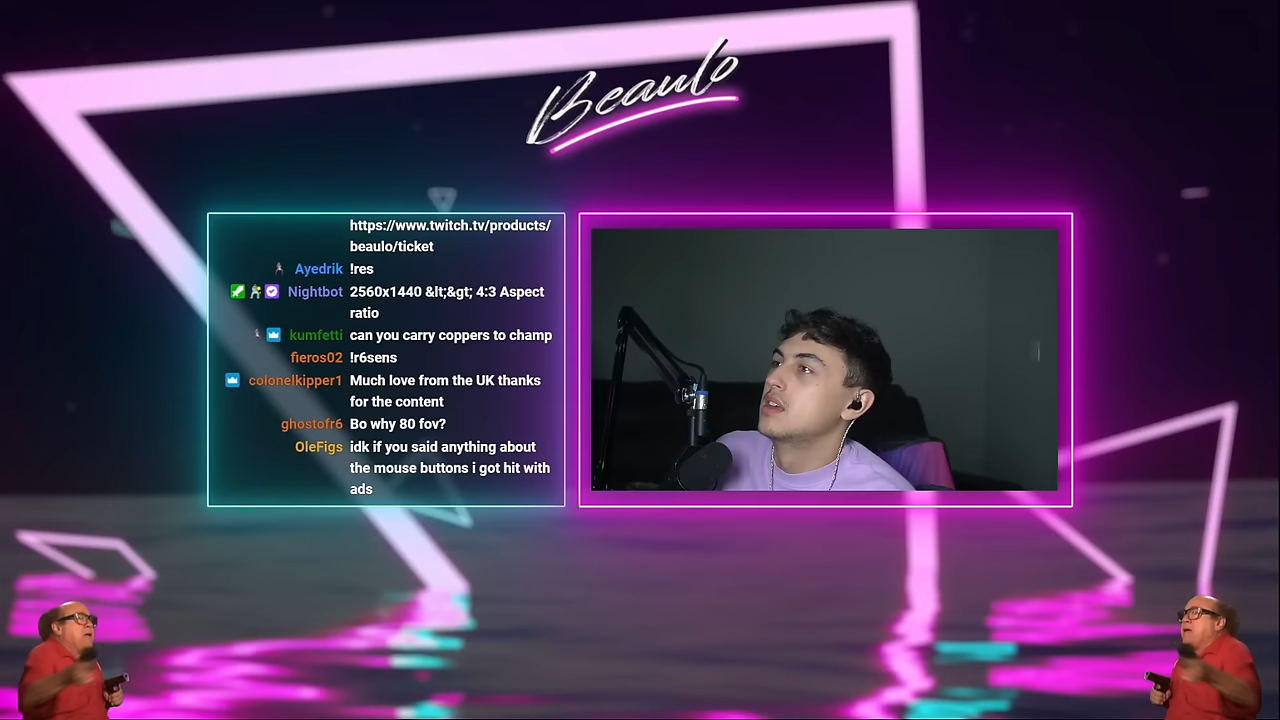 Beaulo
https://www.twitch.tv/products/
beaulo/ticket
Ayedrik !res
Nightbot 2560x1440 &lt;&gt; 4:3 Aspect
ratio
kumfetti can you carry coppers to champ
fieros02 !r6sens
colonelkipper1 Much love from the UK thanks
for the content
ghostofr6 Bo why 80 fov?
OleFigs idk if you said anything about
the mouse buttons i got hit with
ads